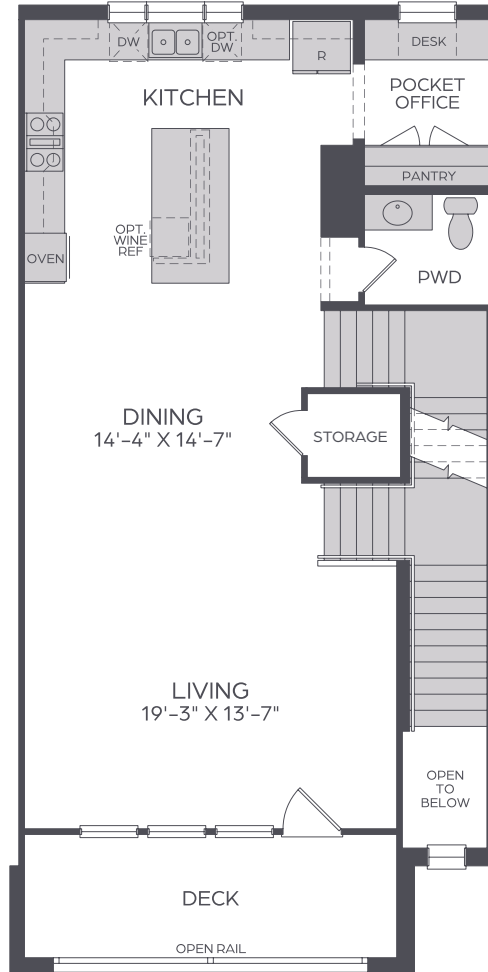 DW
OPT.
DW
R
DESK
KITCHEN
POCKET
OFFICE
PANTRY
OPT.
WINE
REF
OVEN
PWD
DINING
14'-4" X 14'-7"
STORAGE
LIVING
19'-3" X 13'-7"
OPEN
TO
BELOW
DECK
OPEN RAIL